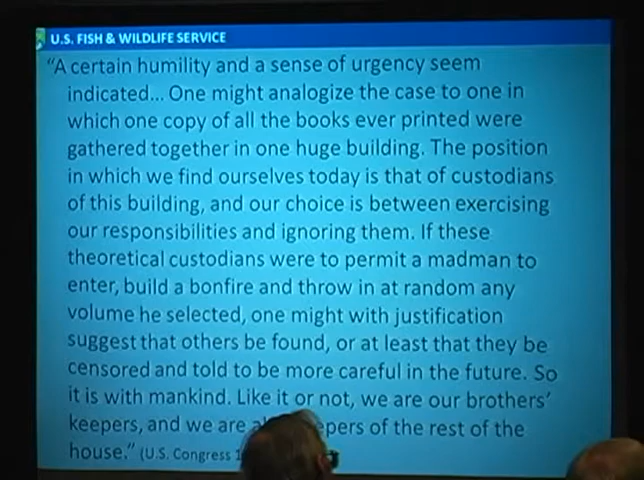 U.S. FISH & WILDLIFE SERVICE
“A certain humility and a sense of urgency seem
indicated... One might analogize the case to one in
which one copy of all the books ever printed were
gathered together in one huge building. The position
in which we find ourselves today is that of custodians
of this building, and our choice is between exercising
our responsibilities and ignoring them. If these
theoretical custodians were to permit a madman to
enter, build a bonfire and throw in at random any
volume he selected, one might with justification
suggest that others be found, or at least that they be
censored and told to be more careful in the future. So
it is with mankind. Like it or not, we are our brothers’
keepers, and we are of the rest of the
house.” (U.S. Congress